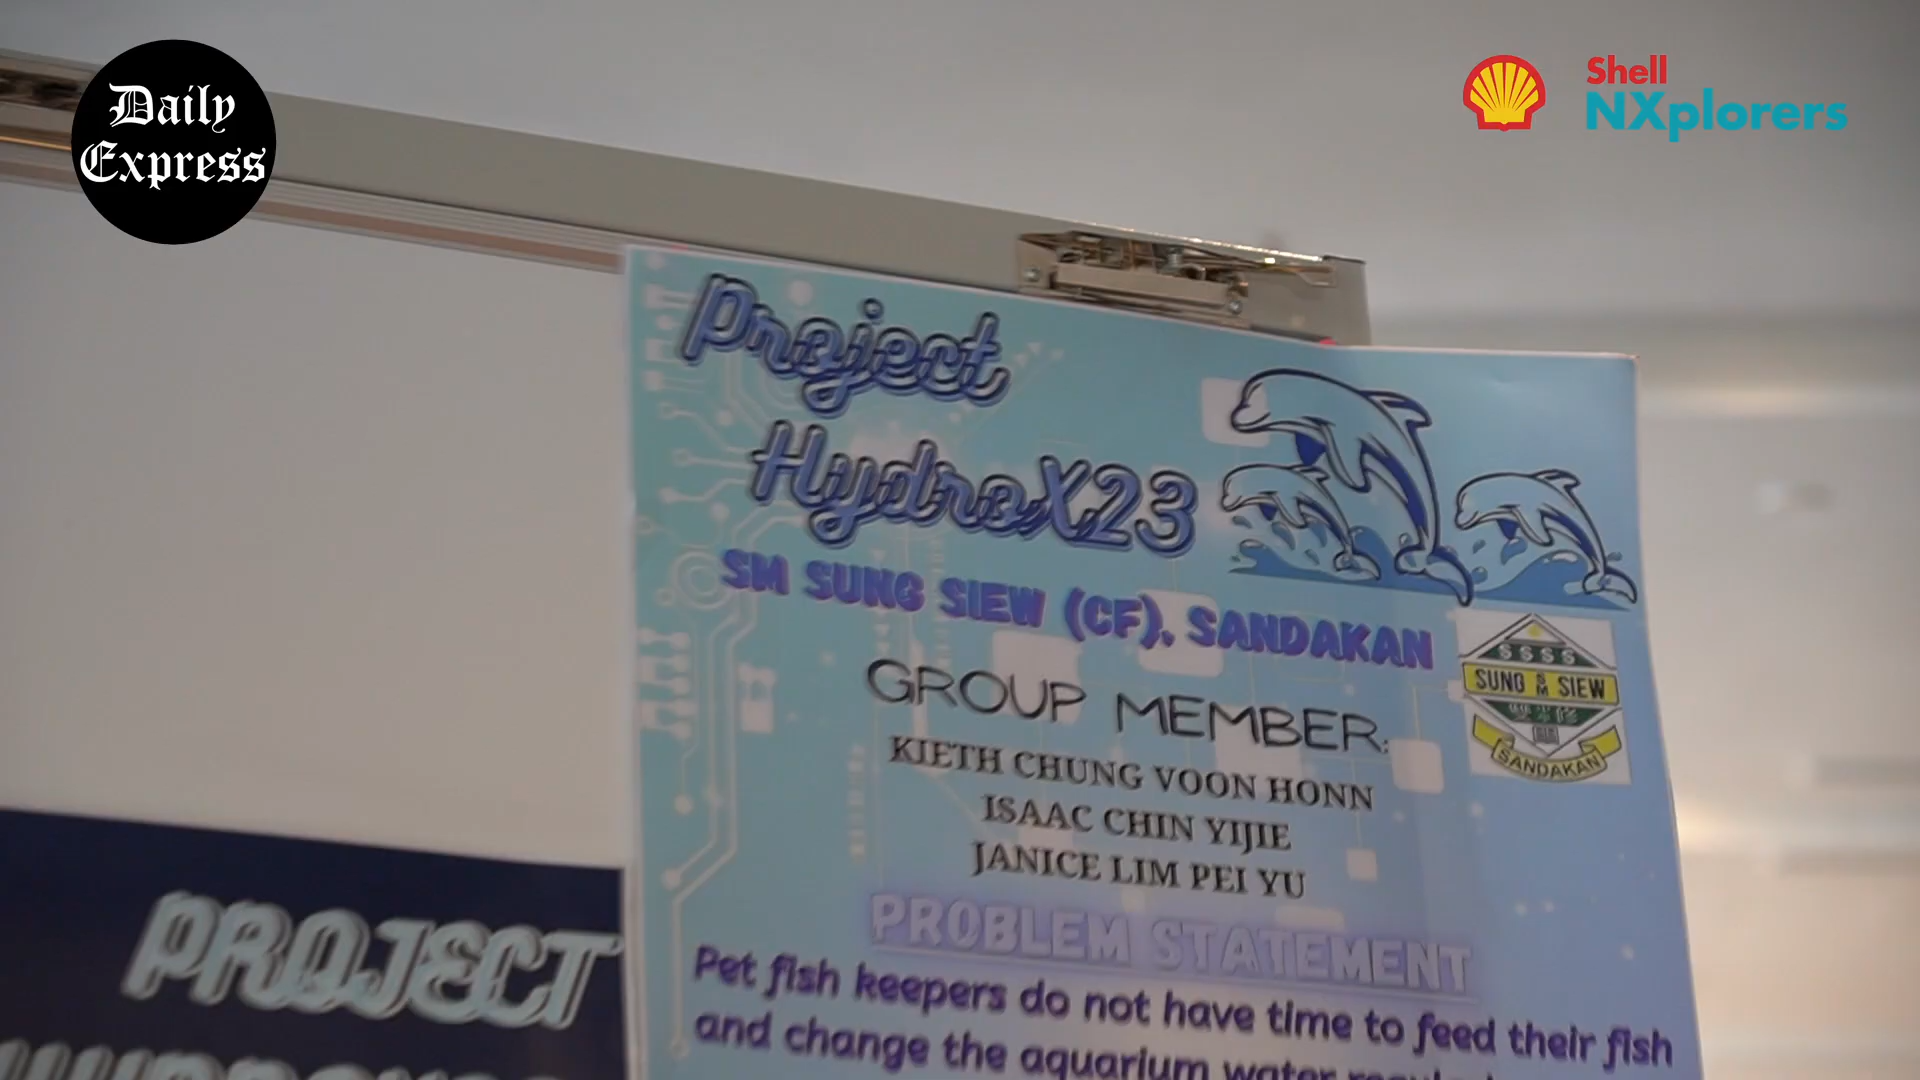 Daily
Express
Shell
NXplorers
Project
HydroX23
SM SUNG SIEW (CF), SANDAKAN
SSSS
SUNG SM SIEW
SANDAKAN
GROUP MEMBER:
KIETH CHUNG VOON HONN
ISAAC CHIN YIJIE
JANICE LIM PEI YU
PROBLEM STATEMENT
Pet fish keepers do not have time to feed their fish
and change the aquarium water
PROJECT